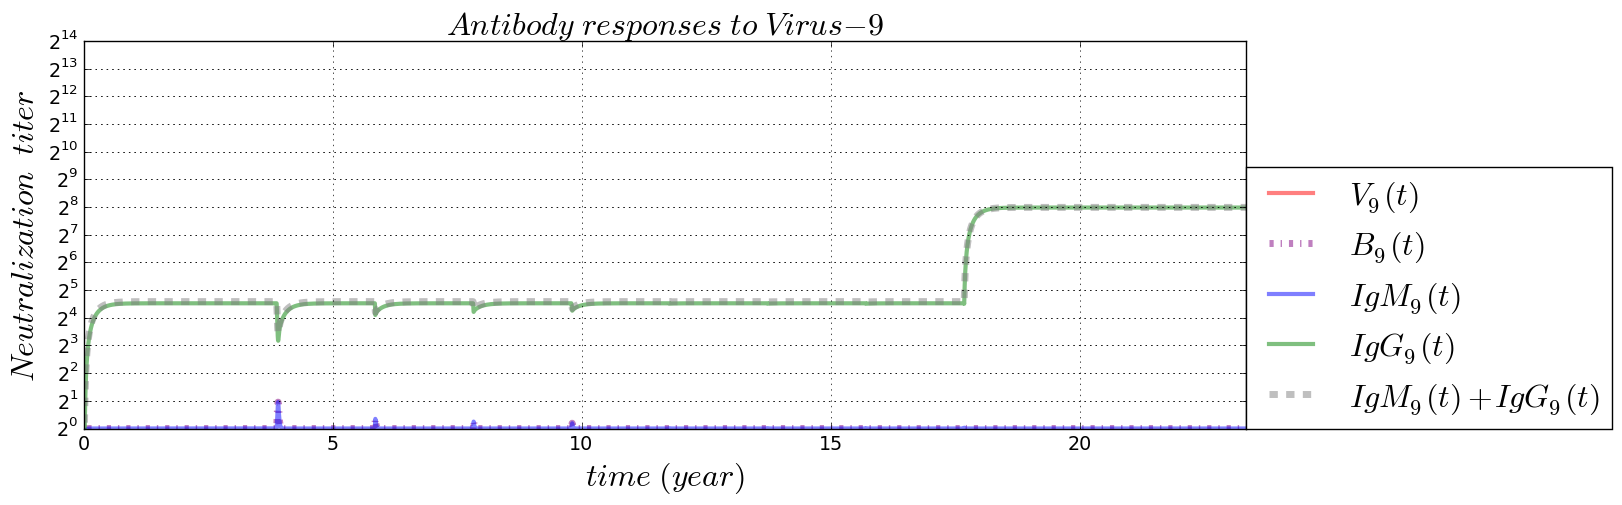 Antibody responses to Virus−9
2^14
2^13
2^12
2^11
2^10
2^9
2^8
2^7
2^6
2^5
2^4
2^3
2^2
2^1
2^0
Neutralization titer
0 5 10 15 20
time (year)
V_9(t)
B_9(t)
IgM_9(t)
IgG_9(t)
IgM_9(t)+IgG_9(t)